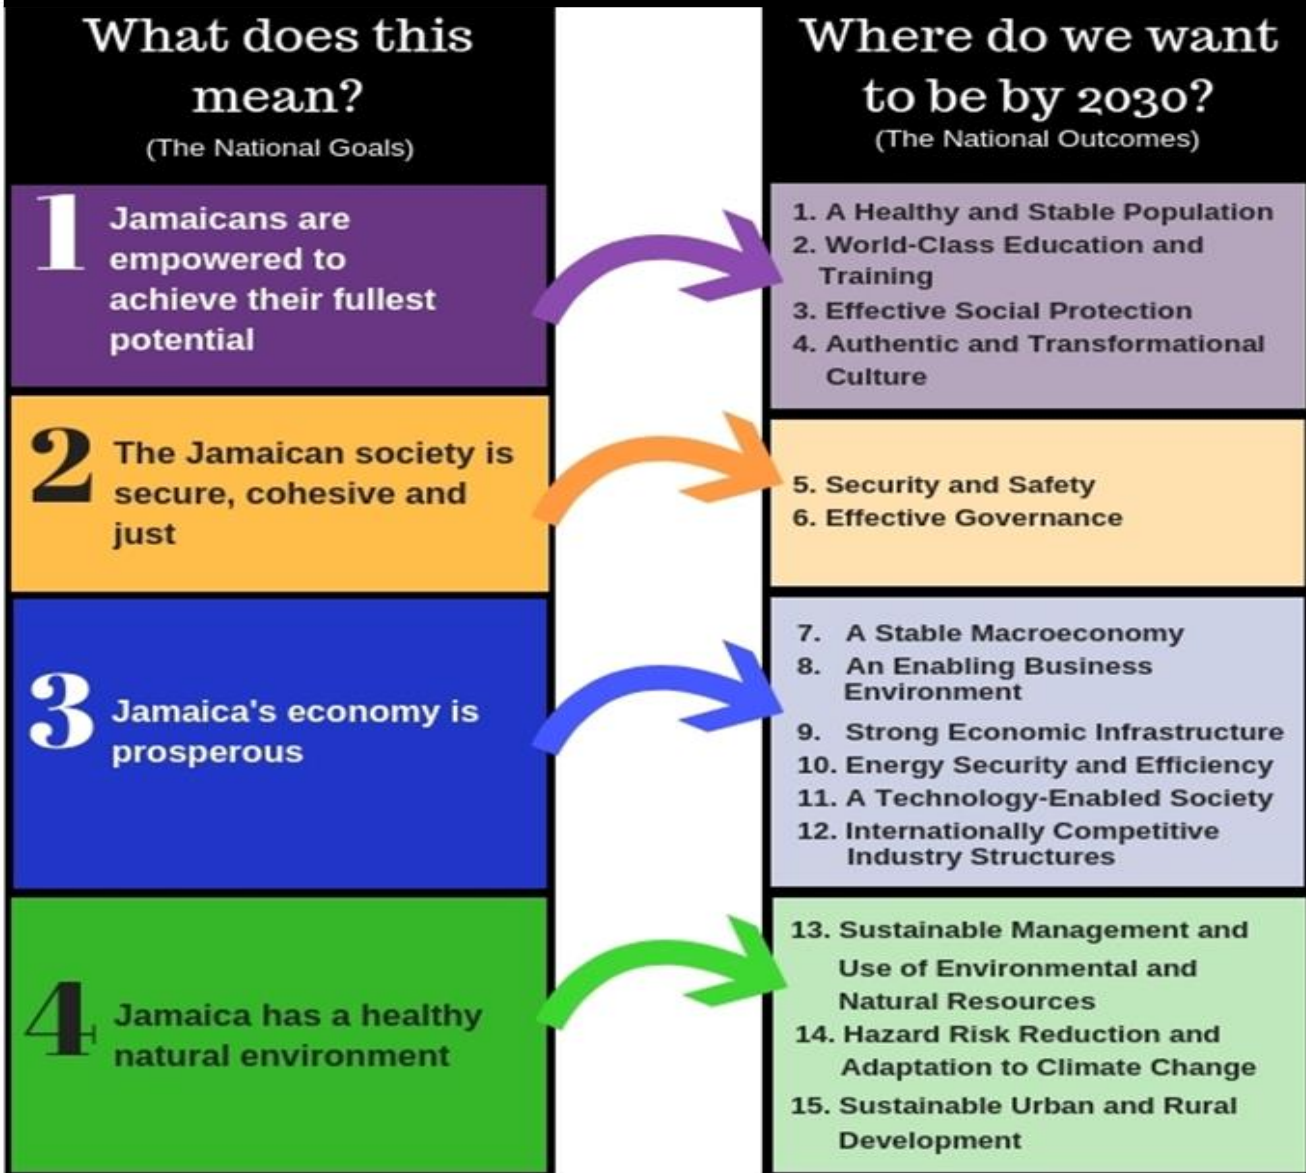 What does this
mean?
(The National Goals)
1
Jamaicans are
empowered to
achieve their fullest
potential
2
The Jamaican society is
secure, cohesive and
just
3
Jamaica's economy is
prosperous
4
Jamaica has a healthy
natural environment
Where do we want
to be by 2030?
(The National Outcomes)
1. A Healthy and Stable Population
2. World-Class Education and
Training
3. Effective Social Protection
4. Authentic and Transformational
Culture
5. Security and Safety
6. Effective Governance
7. A Stable Macroeconomy
8. An Enabling Business
Environment
9. Strong Economic Infrastructure
10. Energy Security and Efficiency
11. A Technology-Enabled Society
12. Internationally Competitive
Industry Structures
13. Sustainable Management and
Use of Environmental and
Natural Resources
14. Hazard Risk Reduction and
Adaptation to Climate Change
15. Sustainable Urban and Rural
Development